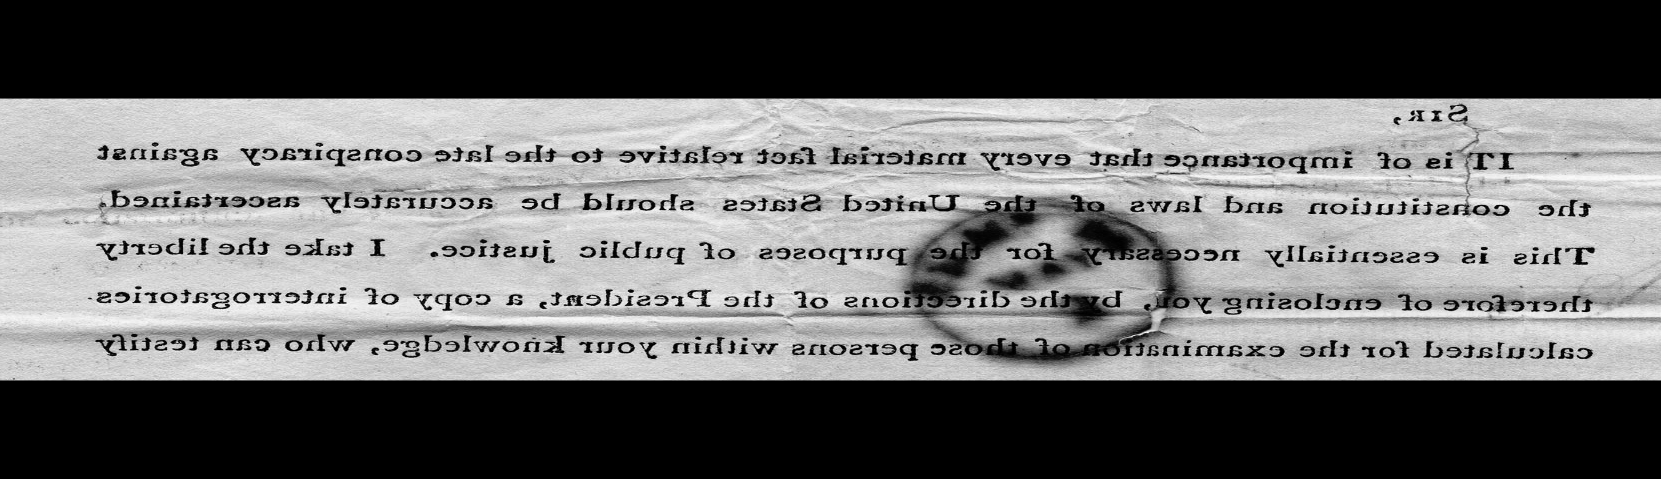 SIR,
IT is of importance that every material fact relative to the late conspiracy against
the constitution and laws of the United States should be accurately ascertained.
This is essentially necessary for the purposes of public justice. I take the liberty
therefore of enclosing you, by the directions of the President, a copy of interrogatories
calculated for the examination of those persons within your knowledge, who can testify